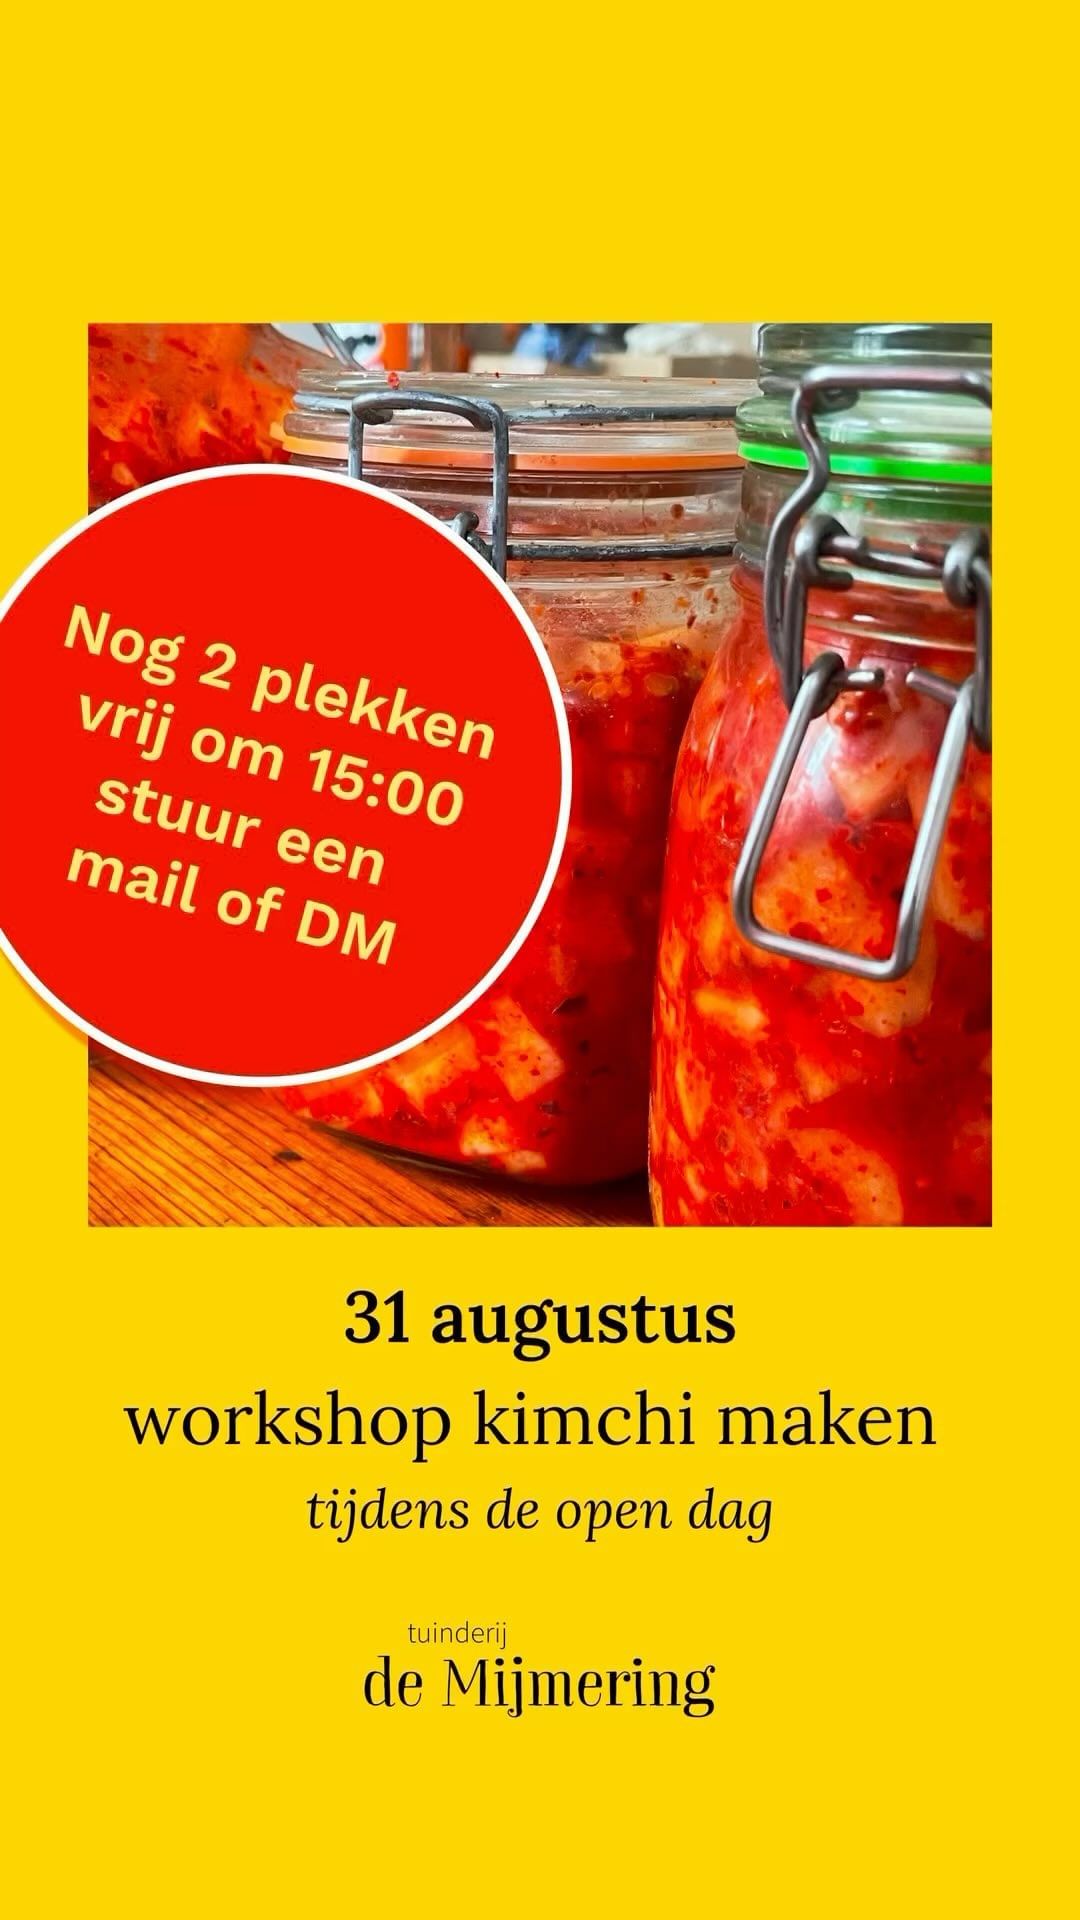 Nog 2 plekken
vrij om 15:00
stuur een
mail of DM
31 augustus
workshop kimchi maken
tijdens de open dag
tuinderij
de Mijmering